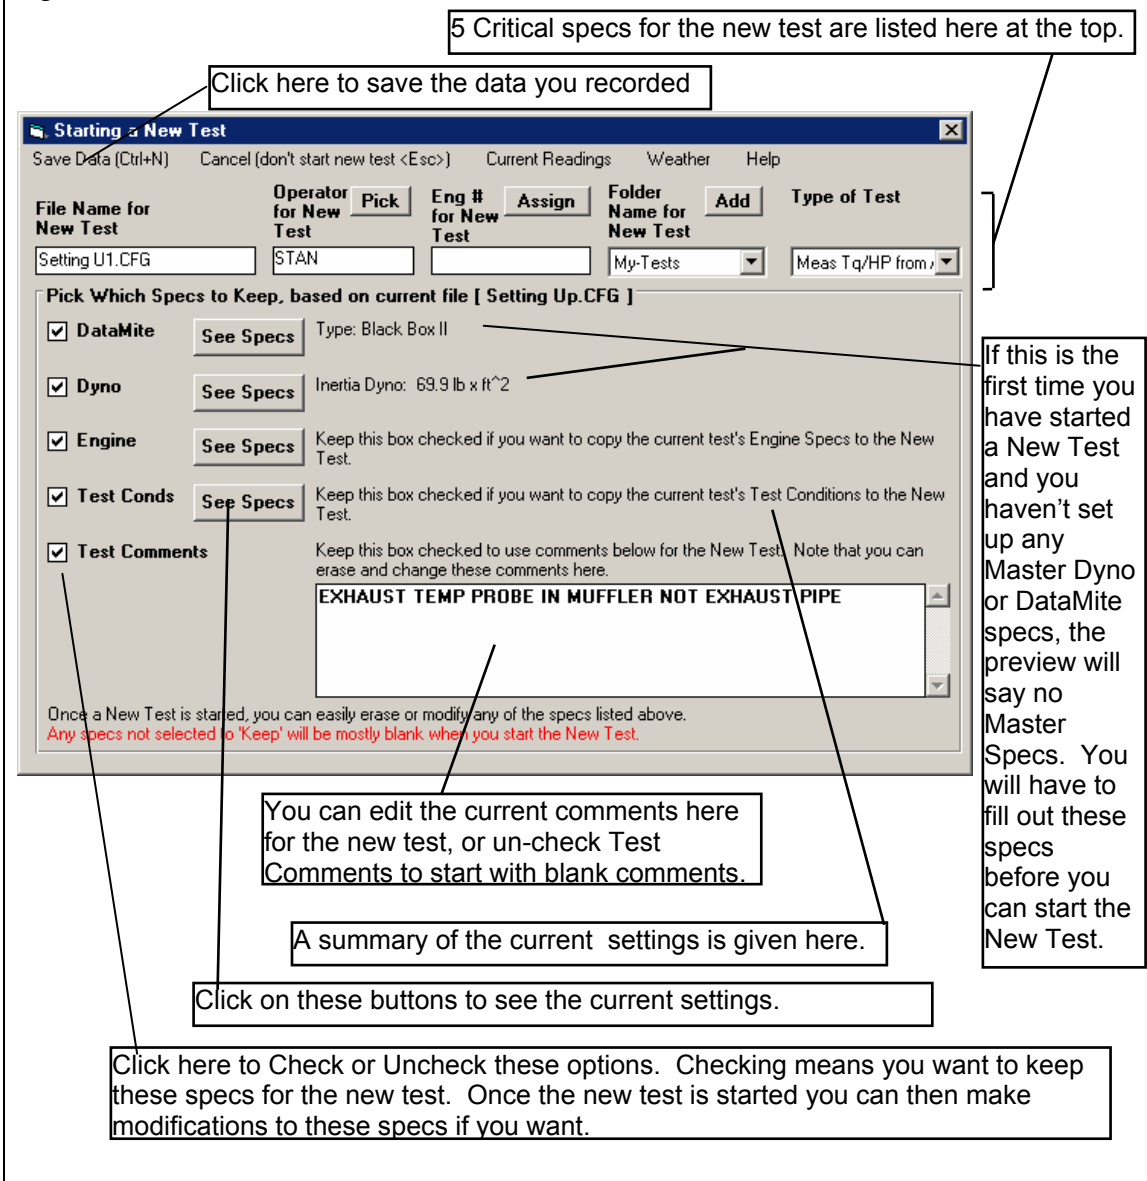 5 Critical specs for the new test are listed here at the top.
Click here to save the data you recorded
Starting a New Test
Save Data (Ctrl+N) Cancel (don't start new test <Esc>) Current Readings Weather Help
File Name for
New Test
Operator
for New
Test
Pick
Eng #
for New
Test
Assign
Folder
Name for
New Test
Add
Type of Test
Setting U1.CFG
STAN
My-Tests
Meas Tq/HP from
Pick Which Specs to Keep, based on current file [ Setting Up.CFG ]
DataMite See Specs Type: Black Box II
Dyno See Specs Inertia Dyno: 69.9 lb x ft^2
Engine See Specs Keep this box checked if you want to copy the current test's Engine Specs to the New
Test.
Test Conds See Specs Keep this box checked if you want to copy the current test's Test Conditions to the New
Test.
Test Comments Keep this box checked to use comments below for the New Test. Note that you can
erase and change these comments here.
EXHAUST TEMP PROBE IN MUFFLER NOT EXHAUST PIPE
Once a New Test is started, you can easily erase or modify any of the specs listed above.
Any specs not selected to 'Keep' will be mostly blank when you start the New Test.
If this is the
first time you
have started
a New Test
and you
haven't set
up any
Master Dyno
or DataMite
specs, the
preview will
say no
Master
Specs. You
will have to
fill out these
specs
before you
can start the
New Test.
You can edit the current comments here
for the new test, or un-check Test
Comments to start with blank comments.
A summary of the current settings is given here.
Click on these buttons to see the current settings.
Click here to Check or Uncheck these options. Checking means you want to keep
these specs for the new test. Once the new test is started you can then make
modifications to these specs if you want.